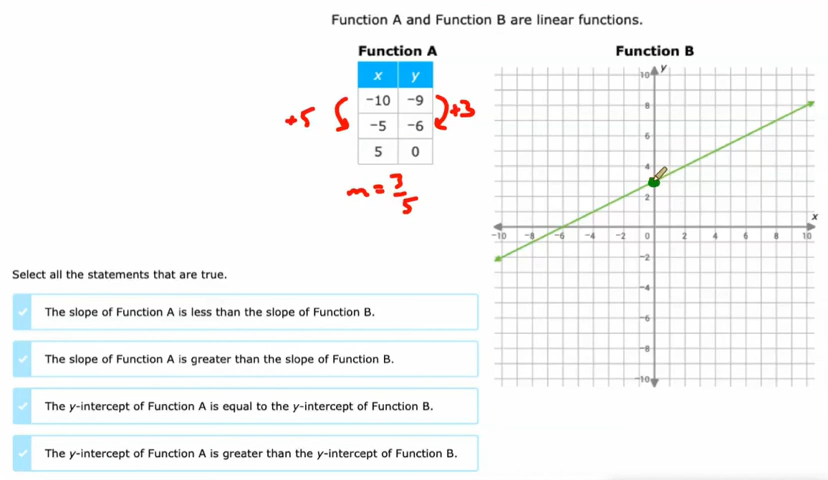 Function A and Function B are linear functions.
Function A
x y
−10 −9
−5 −6
5 0
+5
+3
m = 3/5
Function B
y
10
8
6
4
2
x
−10 −8 −6 −4 −2 0 2 4 6 8 10
−2
−4
−6
−8
−10
Select all the statements that are true.
The slope of Function A is less than the slope of Function B.
The slope of Function A is greater than the slope of Function B.
The y-intercept of Function A is equal to the y-intercept of Function B.
The y-intercept of Function A is greater than the y-intercept of Function B.